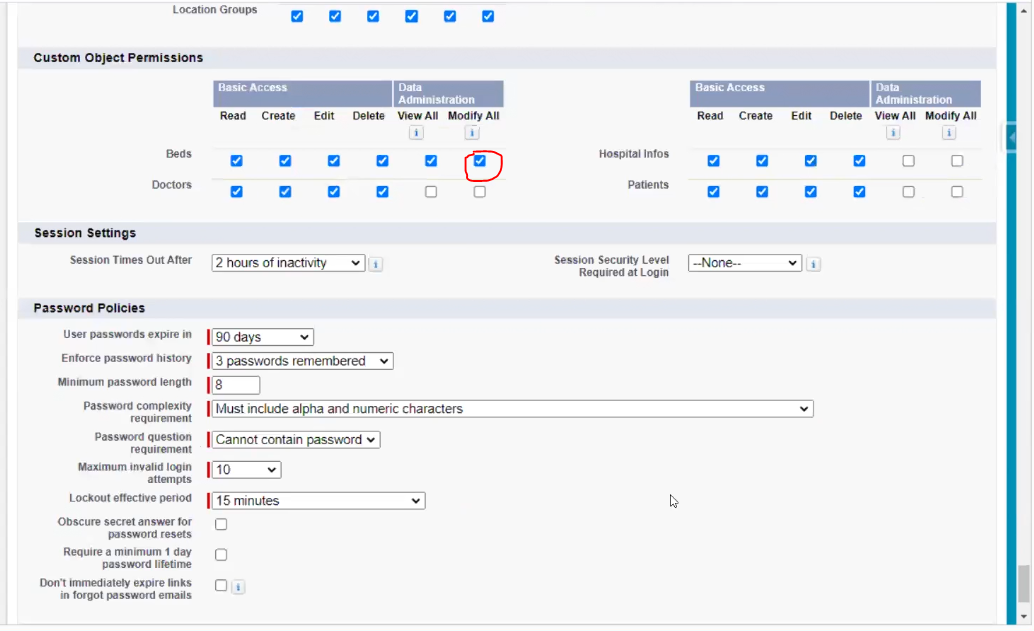 Location Groups
Custom Object Permissions
Basic Access Data Administration Basic Access Data Administration
Read Create Edit Delete View All Modify All Read Create Edit Delete View All Modify All
i i i i
Beds Hospital Infos
Doctors Patients
Session Settings
Session Times Out After 2 hours of inactivity i Session Security Level Required at Login --None-- i
Password Policies
User passwords expire in 90 days
Enforce password history 3 passwords remembered
Minimum password length 8
Password complexity requirement Must include alpha and numeric characters
Password question requirement Cannot contain password
Maximum invalid login attempts 10
Lockout effective period 15 minutes
Obscure secret answer for password resets
Require a minimum 1 day password lifetime
Don't immediately expire links in forgot password emails i